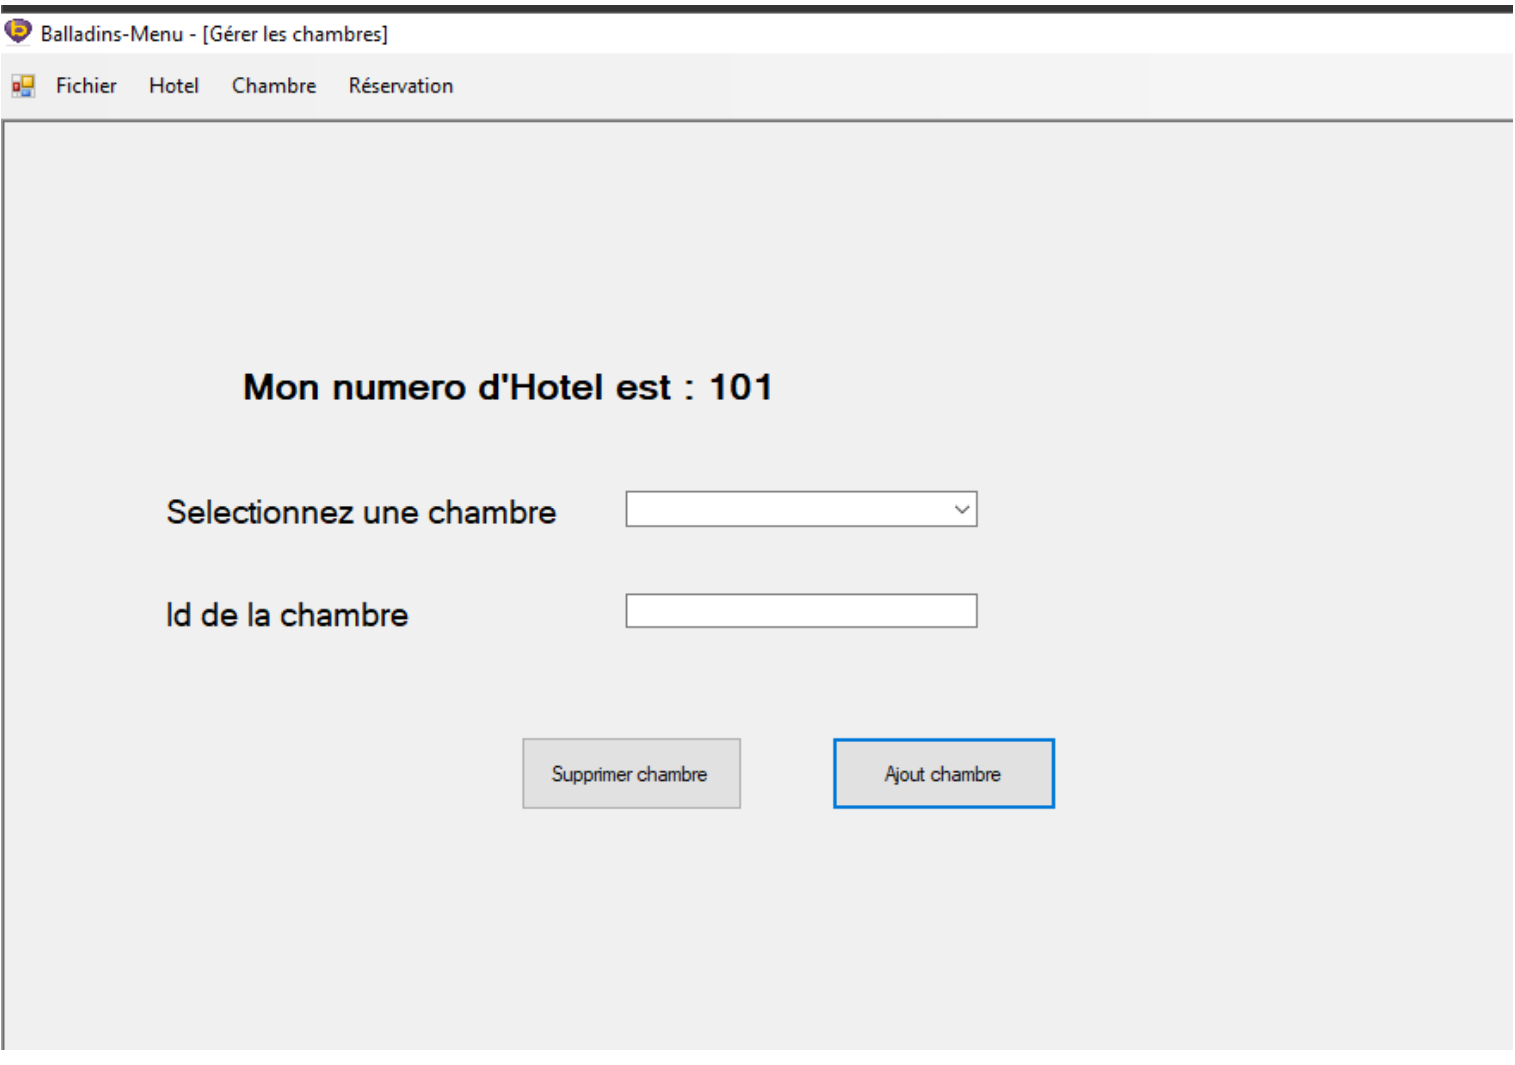 Balladins-Menu - [Gérer les chambres]
Fichier Hotel Chambre Réservation
Mon numero d'Hotel est : 101
Selectionnez une chambre
Id de la chambre
Supprimer chambre Ajout chambre